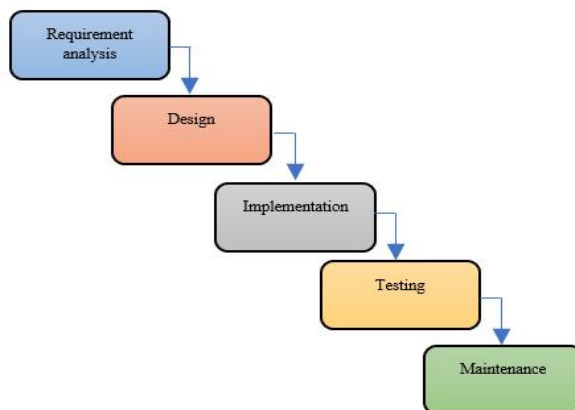 Requirement
analysis
Design
Implementation
Testing
Maintenance